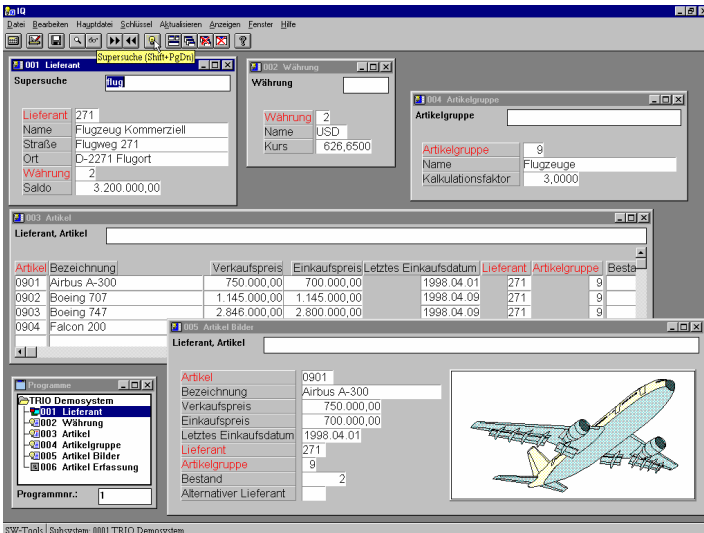 IQ
Datei Bearbeiten Hauptdatei Schlüssel Aktualisieren Anzeigen Fenster Hilfe
Supersuche (Shift+PgDn)
001 Lieferant
Supersuche flug
Lieferant 271
Name Flugzeug Kommerziell
Straße Flugweg 271
Ort D-2271 Flugort
Währung 2
Saldo 3.200.000,00
002 Währung
Währung
Währung 2
Name USD
Kurs 626,6500
004 Artikelgruppe
Artikelgruppe
Artikelgruppe 9
Name Flugzeuge
Kalkulationsfaktor 3,0000
003 Artikel
Lieferant, Artikel
Artikel Bezeichnung Verkaufspreis Einkaufspreis Letztes Einkaufsdatum Lieferant Artikelgruppe Besta
0901 Airbus A-300 750.000,00 700.000,00 1998.04.01 271 9
0902 Boeing 707 1.145.000,00 1.145.000,00 1998.04.09 271 9
0903 Boeing 747 2.846.000,00 2.800.000,00 1998.04.09 271 9
0904 Falcon 200
005 Artikel Bilder
Lieferant, Artikel
Artikel 0901
Bezeichnung Airbus A-300
Verkaufspreis 750.000,00
Einkaufspreis 700.000,00
Letztes Einkaufsdatum 1998.04.01
Lieferant 271
Artikelgruppe 9
Bestand 2
Alternativer Lieferant
Programme
TRIO Demosystem
001 Lieferant
002 Währung
003 Artikel
004 Artikelgruppe
005 Artikel Bilder
006 Artikel Erfassung
Programmnr.: 1
SW-Tools Subsystem: 0001 TRIO Demosystem